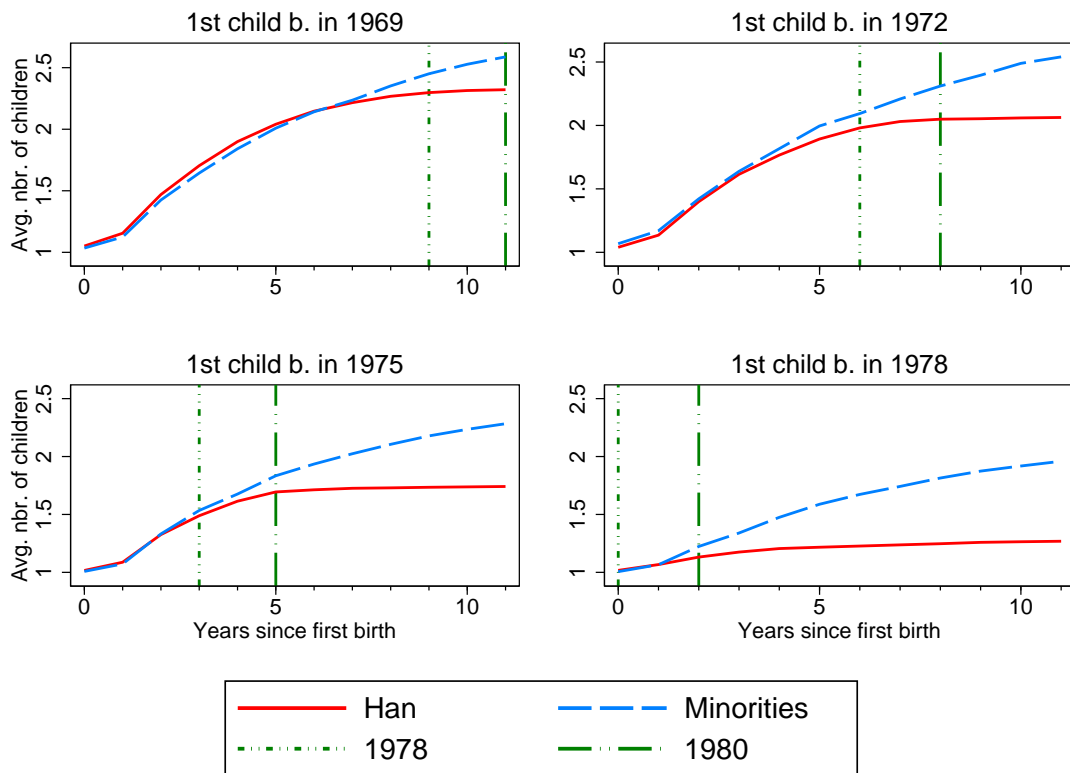 1st child b. in 1969
Avg. nbr. of children
2.5
2
1.5
1
0 5 10
1st child b. in 1972
2.5
2
1.5
1
0 5 10
1st child b. in 1975
Avg. nbr. of children
2.5
2
1.5
1
0 5 10
Years since first birth
1st child b. in 1978
2.5
2
1.5
1
0 5 10
Years since first birth
Han Minorities
1978 1980